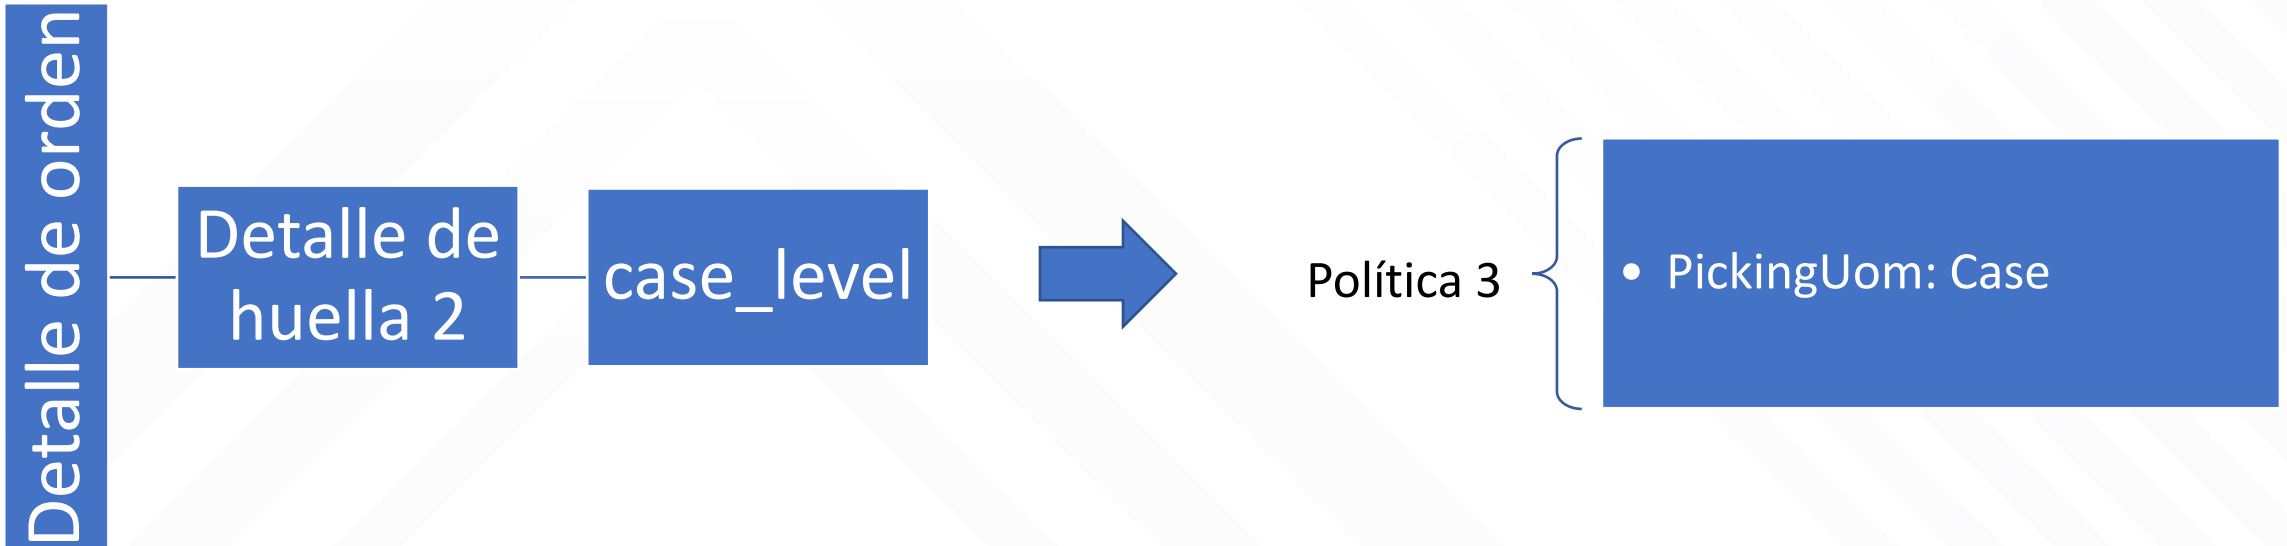 Detalle de orden
Detalle de
huella 2
case_level
Política 3
• PickingUom: Case